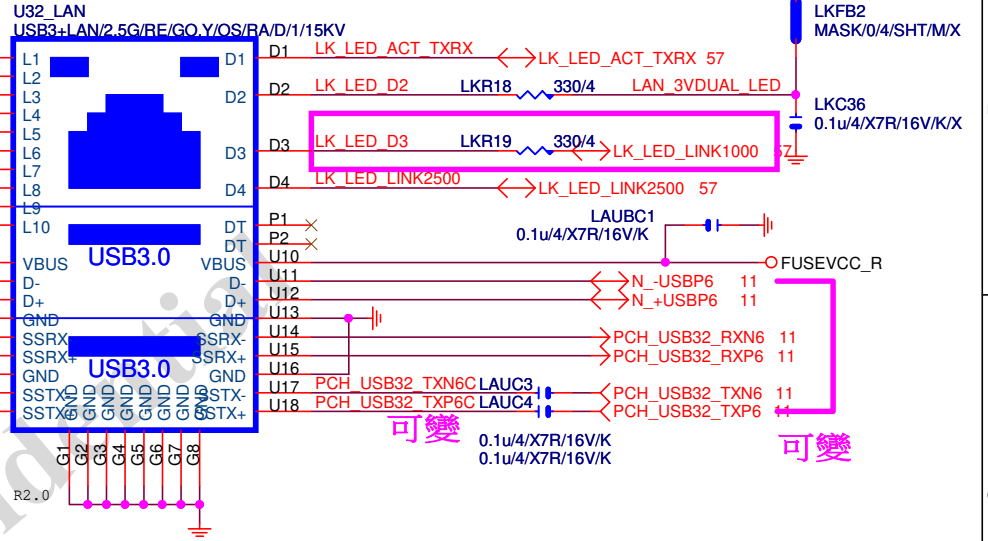 U32_LAN
USB3+LAN/2.5G/RE/GO.Y/OS/RA/D/1/15KV
LKFB2
MASK/0/4/SHT/M/X
L1 D1 D1 LK_LED_ACT_TXRX LK_LED_ACT_TXRX 57
L2
L3 D2 D2 LK_LED_D2 LKR18 330/4 LAN_3VDUAL_LED
L4
LKC36
0.1u/4/X7R/16V/K/X
L5
L6 D3 D3 LK_LED_D3 LKR19 330/4 LK_LED_LINK1000 57
L7
L8 D4 D4 LK_LED_LINK2500 LK_LED_LINK2500 57
L9
L10 DT P1
DT P2
LAUBC1
0.1u/4/X7R/16V/K
USB3.0
VBUS VBUS U10 FUSEVCC_R
D- D- U11 N_-USBP6 11
D+ D+ U12 N_+USBP6 11
GND GND U13
SSRX- SSRX- U14 PCH_USB32_RXN6 11
SSRX+ SSRX+ U15 PCH_USB32_RXP6 11
USB3.0
GND GND U16
SSTX- SSTX- U17 PCH_USB32_TXN6C LAUC3 PCH_USB32_TXN6 11
SSTX+ SSTX+ U18 PCH_USB32_TXP6C LAUC4 PCH_USB32_TXP6 11
GND GND GND GND GND GND GND GND
可變
可變
0.1u/4/X7R/16V/K
0.1u/4/X7R/16V/K
G1 G2 G3 G4 G5 G6 G7 G8
R2.0